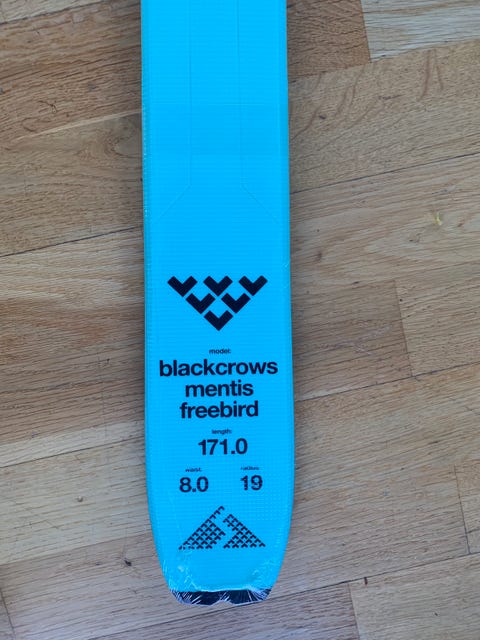 model:
blackcrows
mentis
freebird
length:
171.0
waist: radius:
8.0 19